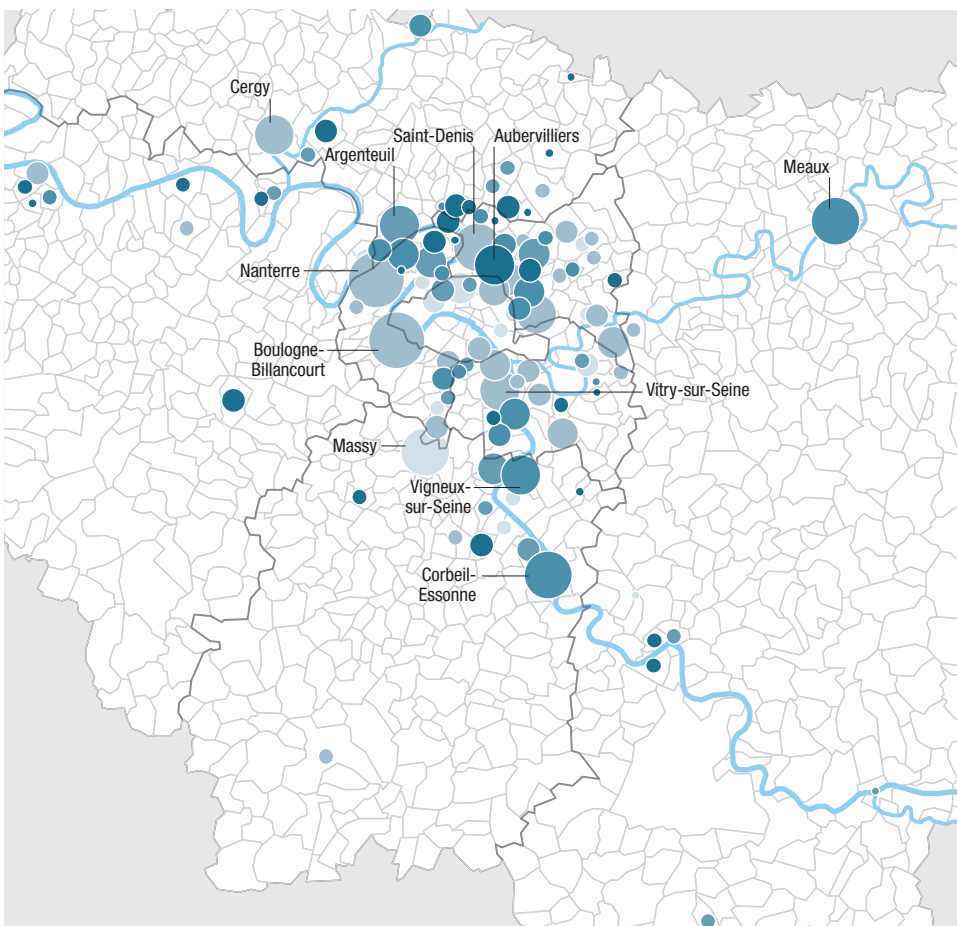 Cergy
Saint-Denis
Aubervilliers
Argenteuil
Meaux
Nanterre
Boulogne-
Billancourt
Vitry-sur-Seine
Massy
Vigneux-
sur-Seine
Corbeil-
Essonne